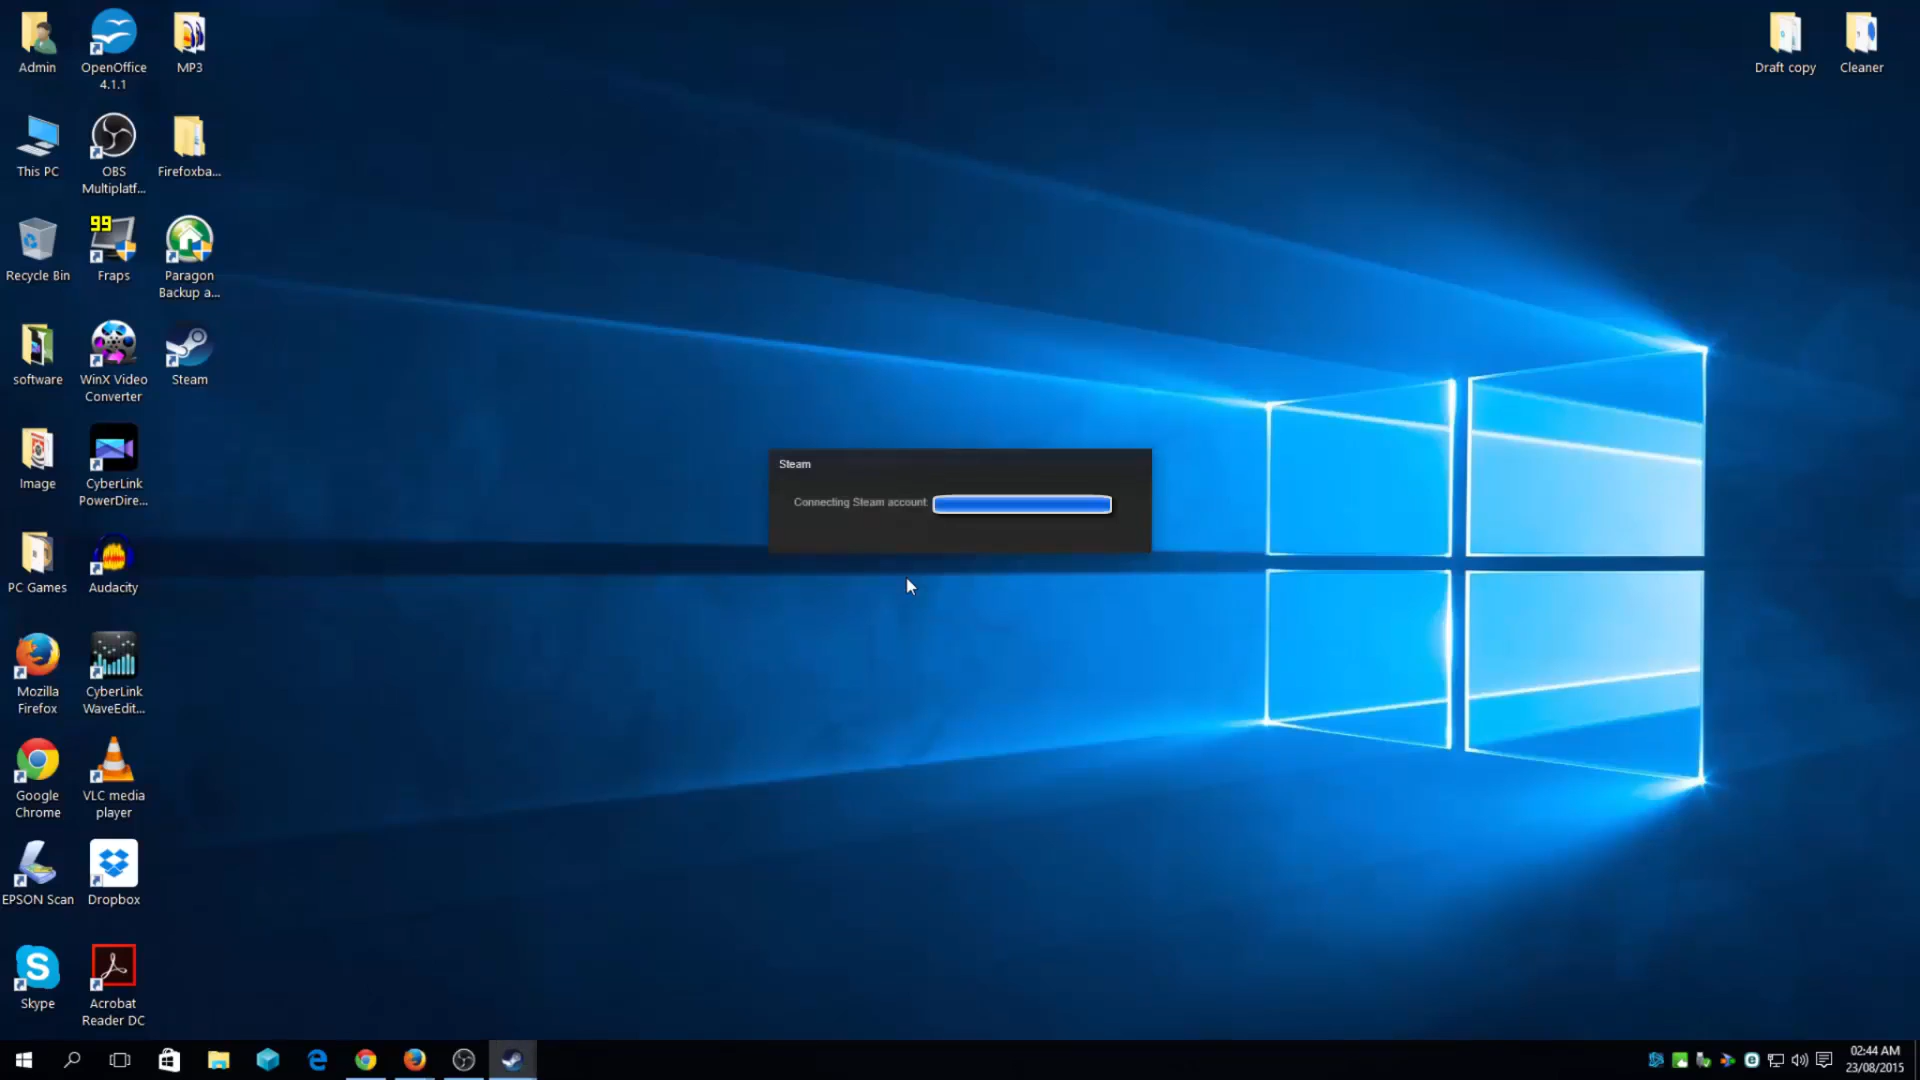 Admin
OpenOffice
4.1.1
MP3
Draft copy
Cleaner
This PC
OBS
Multiplatf...
Firefoxba...
99
Recycle Bin
Fraps
Paragon
Backup a...
software
WinX Video
Converter
Steam
Steam
Connecting Steam account:
Image
CyberLink
PowerDire...
PC Games
Audacity
Mozilla
Firefox
CyberLink
WaveEdit...
Google
Chrome
VLC media
player
EPSON Scan
Dropbox
Skype
Acrobat
Reader DC
02:44 AM
23/08/2015